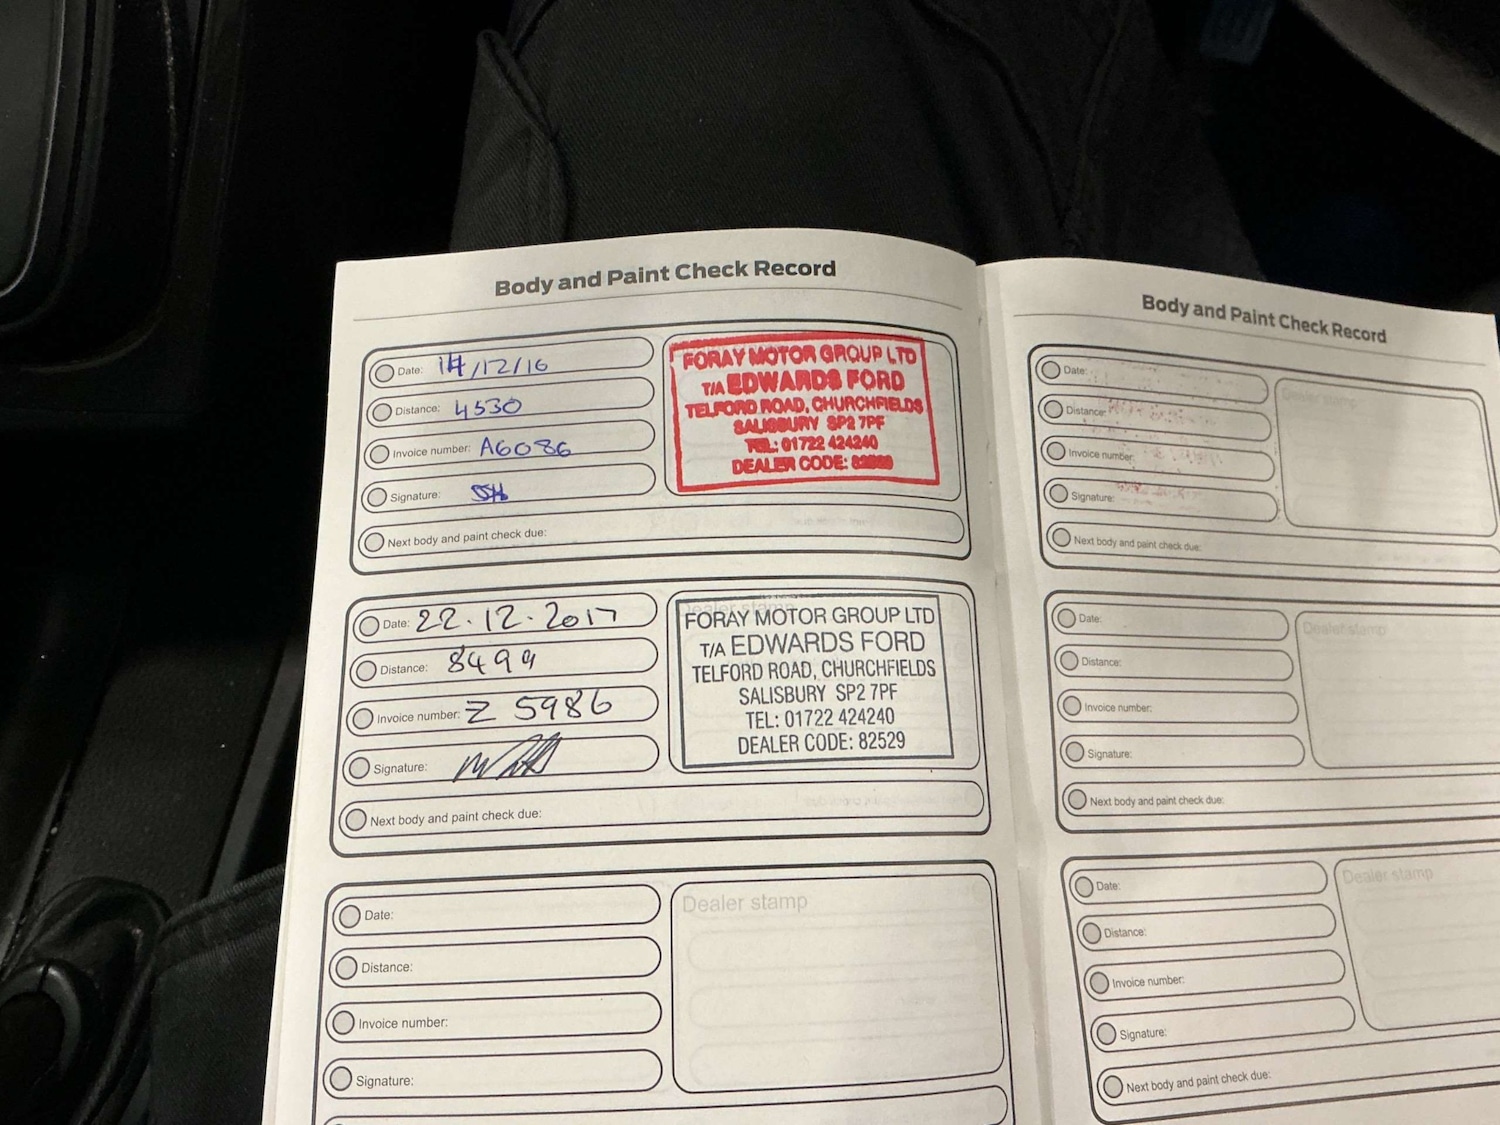 Body and Paint Check Record
Date: 14/12/16
Distance: 4530
Invoice number: A6086
Signature:
Next body and paint check due:
FORAY MOTOR GROUP LTD
T/A EDWARDS FORD
TELFORD ROAD, CHURCHFIELDS
SALISBURY SP2 7PF
TEL: 01722 424240
DEALER CODE:
Date: 22.12.2017
Distance: 8499
Invoice number: Z 5986
Signature:
Next body and paint check due:
Dealer stamp
FORAY MOTOR GROUP LTD
T/A EDWARDS FORD
TELFORD ROAD, CHURCHFIELDS
SALISBURY SP2 7PF
TEL: 01722 424240
DEALER CODE: 82529
Date:
Distance:
Invoice number:
Signature:
Dealer stamp
Body and Paint Check Record
Date:
Distance:
Invoice number:
Signature:
Next body and paint check due:
Dealer stamp
Date:
Distance:
Invoice number:
Signature:
Next body and paint check due:
Dealer stamp
Date:
Distance:
Invoice number:
Signature:
Next body and paint check due:
Dealer stamp